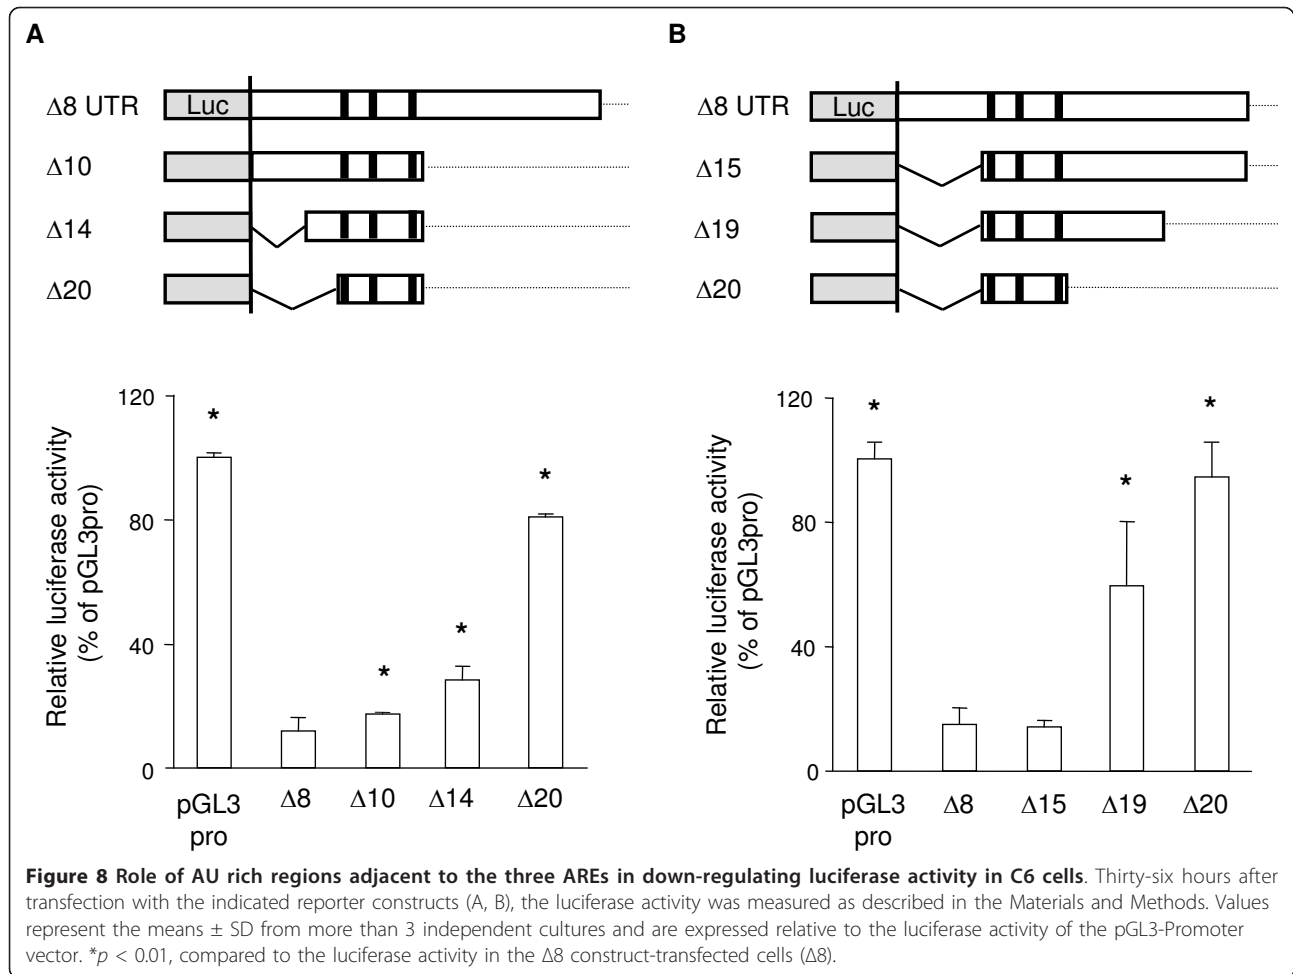 A
Δ8 UTR
Luc
Δ10
Δ14
Δ20
Relative luciferase activity
(% of pGL3pro)
120
80
40
0
*
*
*
*
pGL3
pro
Δ8
Δ10
Δ14
Δ20
B
Δ8 UTR
Luc
Δ15
Δ19
Δ20
Relative luciferase activity
(% of pGL3pro)
120
80
40
0
*
*
*
pGL3
pro
Δ8
Δ15
Δ19
Δ20
Figure 8 Role of AU rich regions adjacent to the three AREs in down-regulating luciferase activity in C6 cells. Thirty-six hours after
transfection with the indicated reporter constructs (A, B), the luciferase activity was measured as described in the Materials and Methods. Values
represent the means ± SD from more than 3 independent cultures and are expressed relative to the luciferase activity of the pGL3-Promoter
vector. *p < 0.01, compared to the luciferase activity in the Δ8 construct-transfected cells (Δ8).